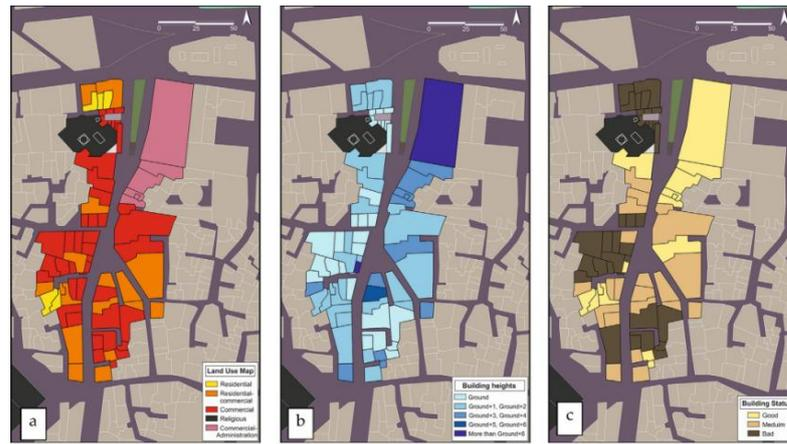 0 25 50
a
Land Use Map
Residential
Residential-
commercial
Commercial
Religious
Commercial-
Administration
0 25 50
b
Building heights
Ground
Ground+1, Ground+2
Ground+3, Ground+4
Ground+5, Ground+6
More than Ground+6
0 25 50
c
Building Statu
Good
Meduim
Bad